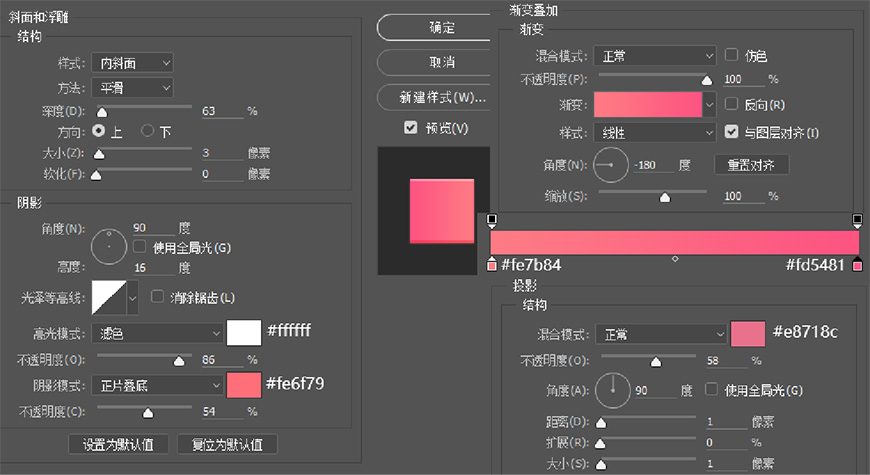 斜面和浮雕
结构
样式: 内斜面
方法: 平滑
深度(D): 63 %
方向: 上 下
大小(Z): 3 像素
软化(F): 0 像素
阴影
角度(N): 90 度
使用全局光(G)
高度: 16 度
光泽等高线: 消除锯齿(L)
高光模式: 滤色 #ffffff
不透明度(O): 86 %
阴影模式: 正片叠底 #fe6f79
不透明度(C): 54 %
设置为默认值 复位为默认值
确定
取消
新建样式(W)...
预览(V)
渐变叠加
渐变
混合模式: 正常 仿色
不透明度(P): 100 %
渐变: 反向(R)
样式: 线性 与图层对齐(I)
角度(N): -180 度 重置对齐
缩放(S): 100 %
#fe7b84 #fd5481
投影
结构
混合模式: 正常 #e8718c
不透明度(O): 58 %
角度(A): 90 度 使用全局光(G)
距离(D): 1 像素
扩展(R): 0 %
大小(S): 1 像素